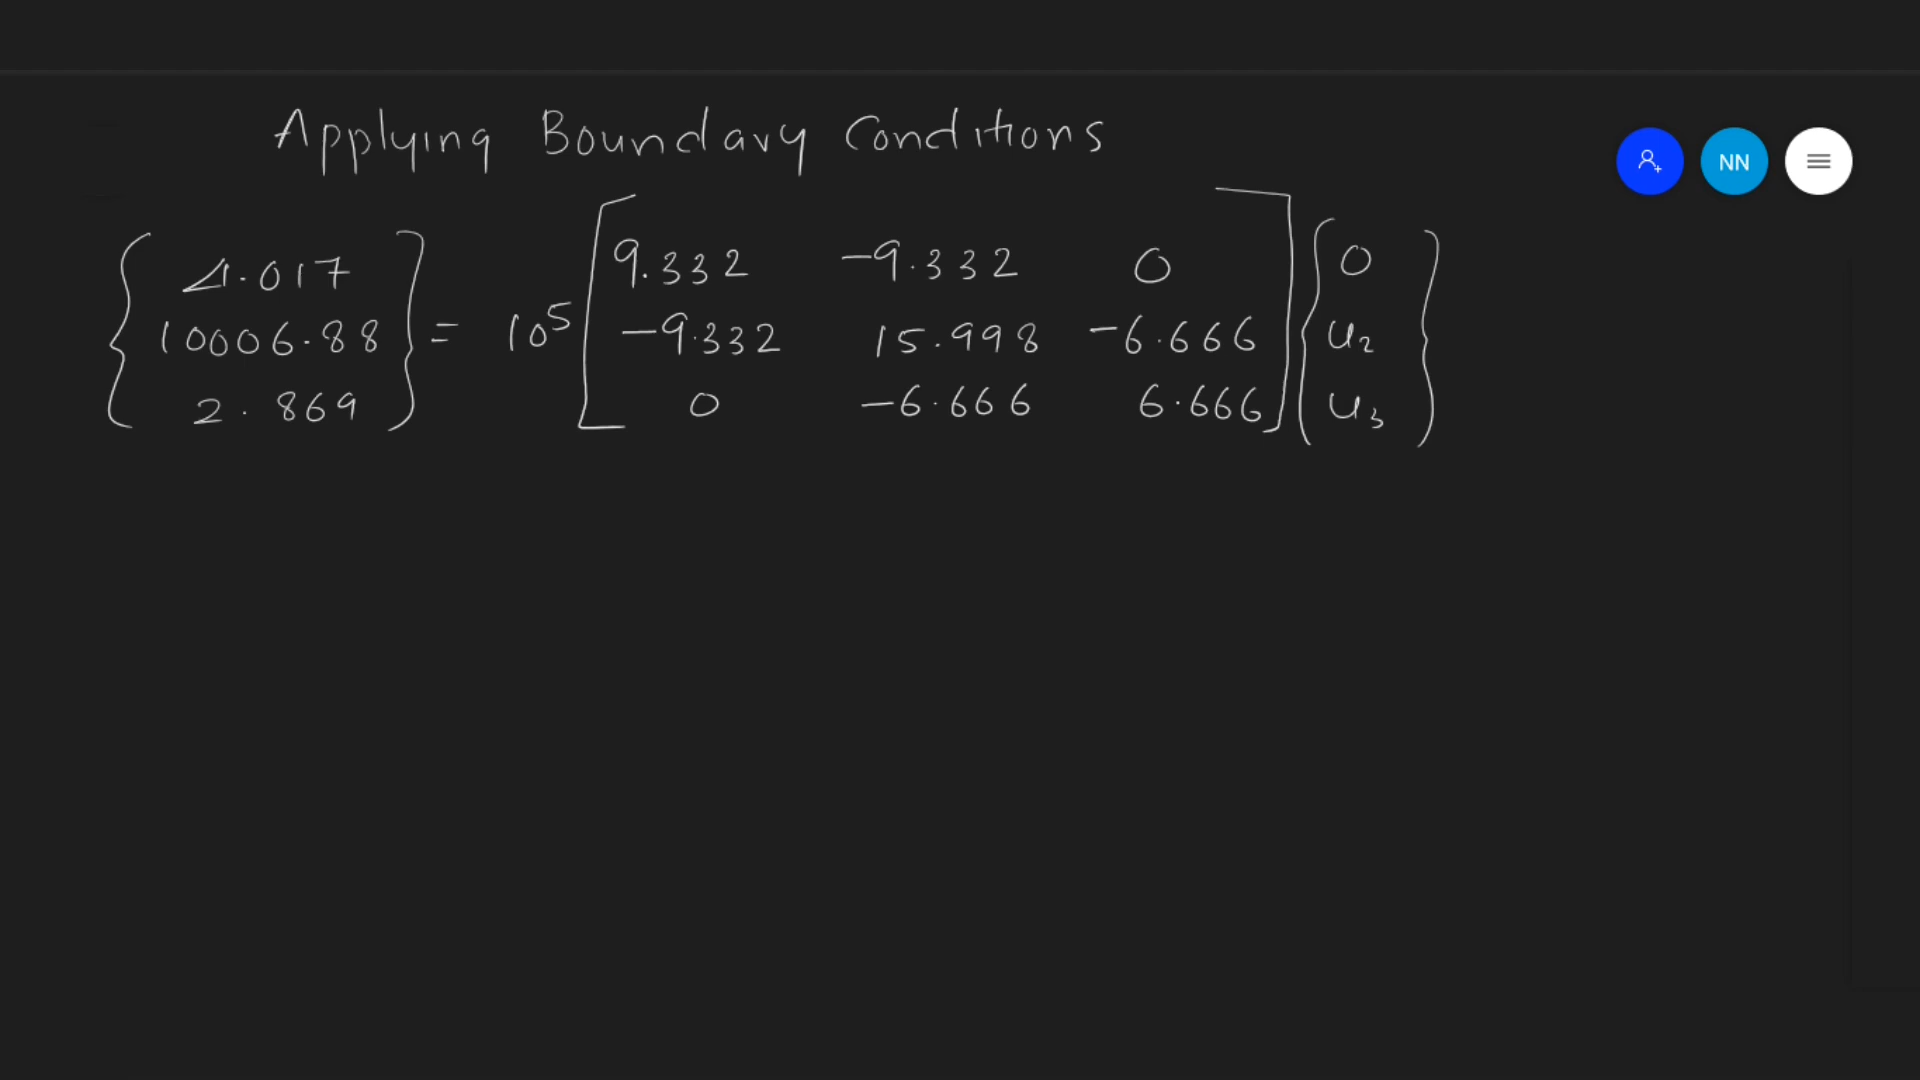 Applying Boundary Conditions
NN
{ 4.017 10006.88 2.869 } = 10^5 [ 9.332 -9.332 0 -9.332 15.998 -6.666 0 -6.666 6.666 ] { 0 u2 u3 }